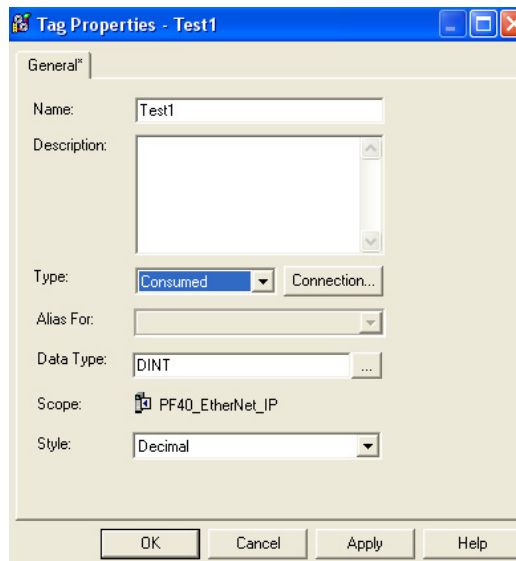 Tag Properties - Test1
General*
Name: Test1
Description:
Type: Consumed Connection...
Alias For:
Data Type: DINT ...
Scope: PF40_EtherNet_IP
Style: Decimal
OK Cancel Apply Help